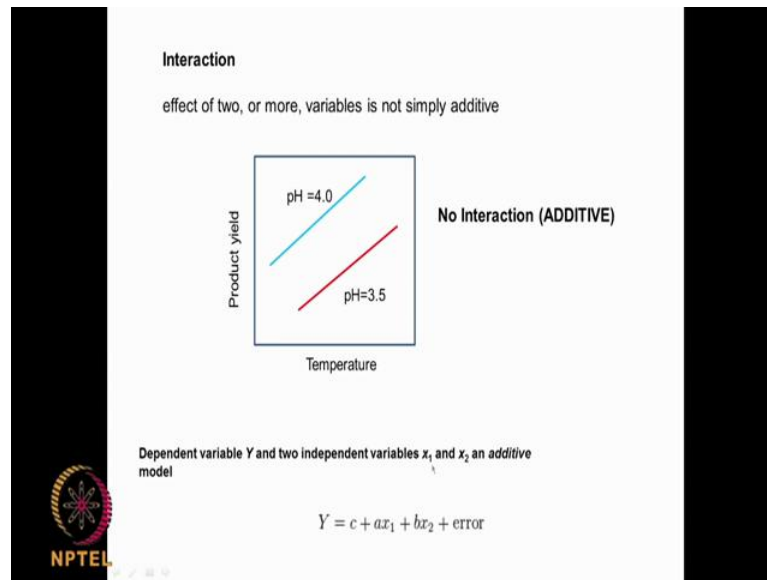 Interaction
effect of two, or more, variables is not simply additive
pH =4.0
No Interaction (ADDITIVE)
Product yield
pH=3.5
Temperature
Dependent variable Y and two independent variables x₁ and x₂ an additive
model
Y = c + ax₁ + bx₂ + error
NPTEL